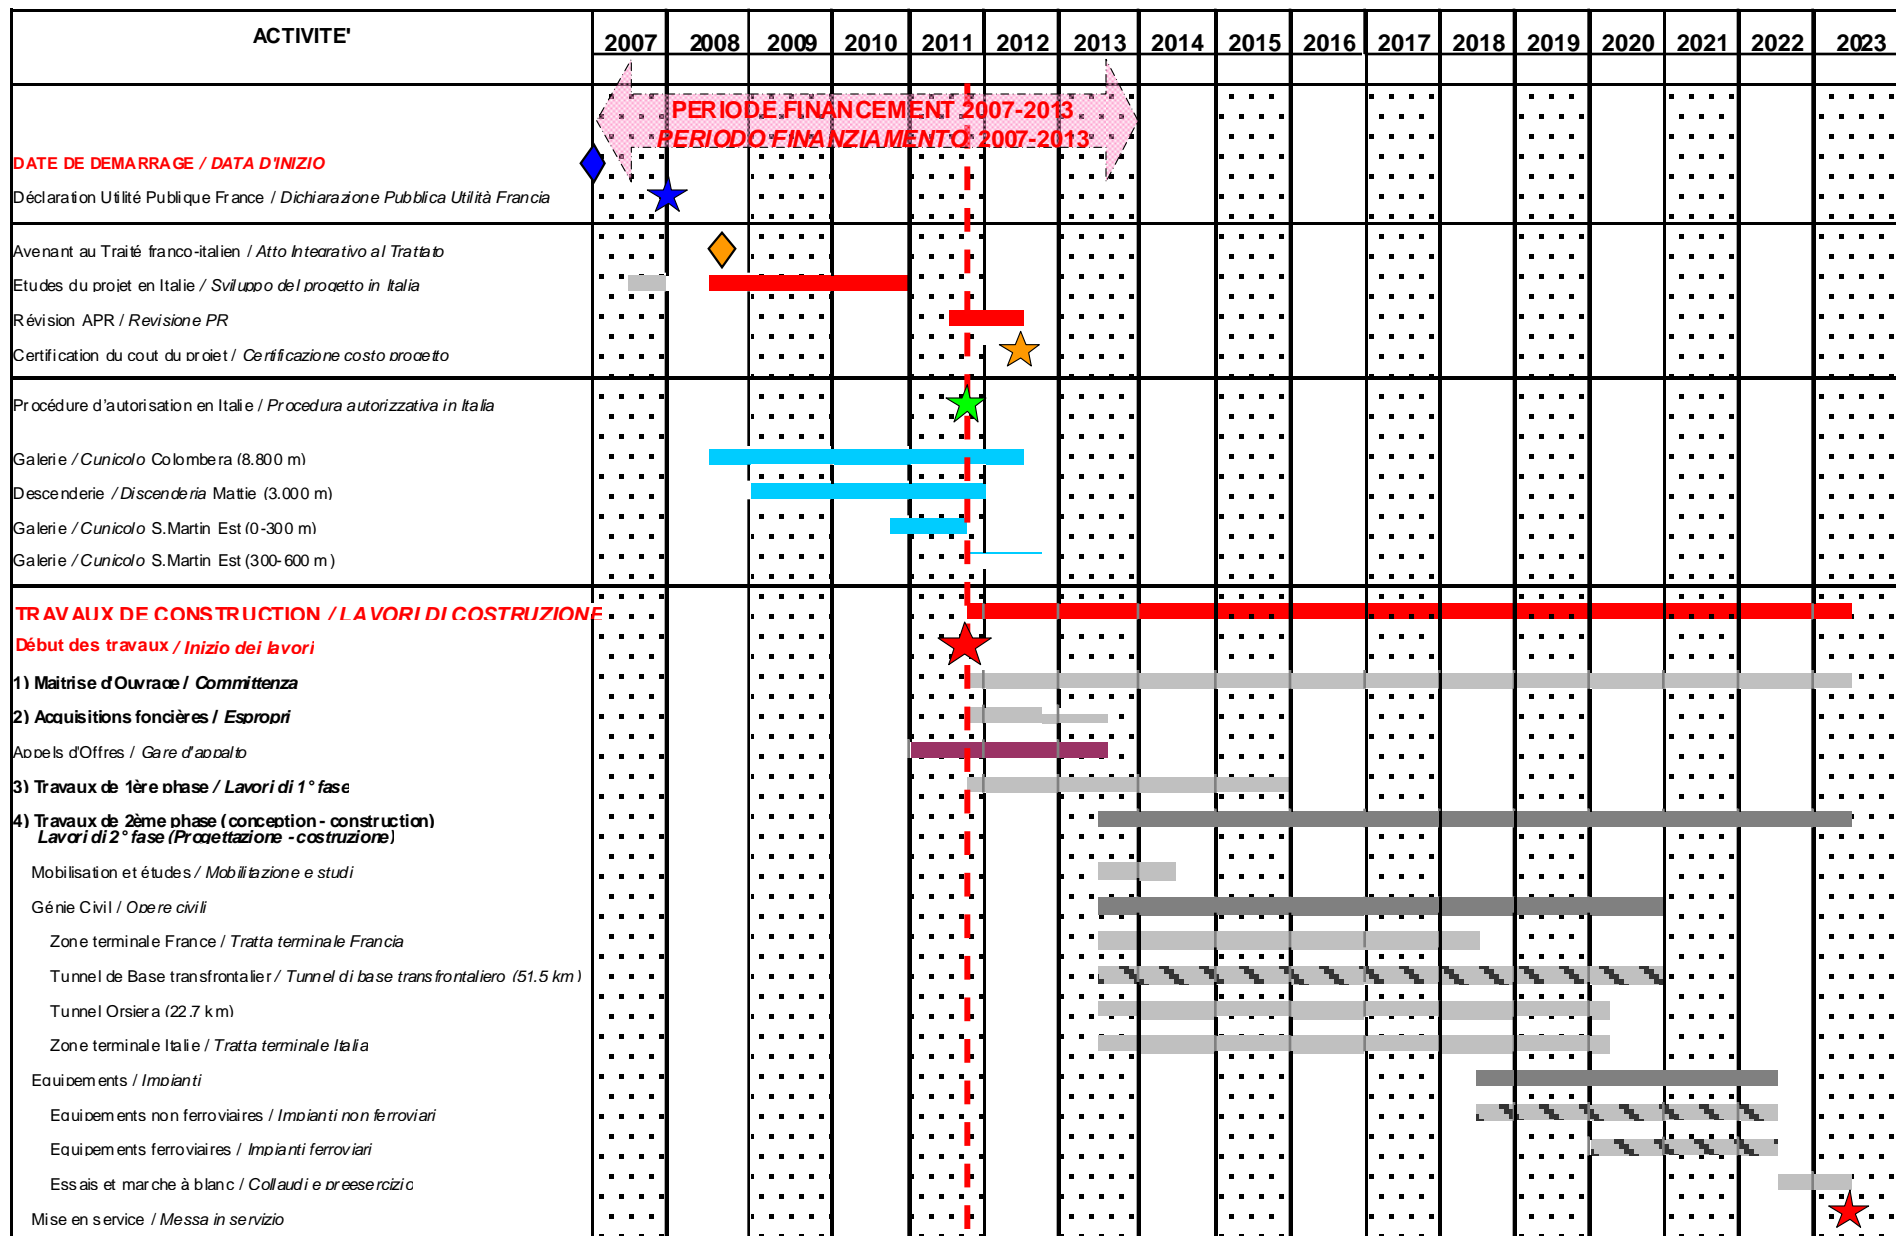 ACTIVITE'
2007 2008 2009 2010 2011 2012 2013 2014 2015 2016 2017 2018 2019 2020 2021 2022 2023
PERIODE FINANCEMENT 2007-2013
PERIODO FINANZIAMENTO 2007-2013
DATE DE DEMARRAGE / DATA D'INIZIO
Déclaration Utilité Publique France / Dichiarazione Pubblica Utilità Francia
Avenant au Traité franco-italien / Atto Integrativo al Trattato
Etudes du projet en Italie / Sviluppo del progetto in Italia
Révision APR / Revisione PR
Certification du cout du projet / Certificazione costo progetto
Procédure d'autorisation en Italie / Procedura autorizzativa in Italia
Galerie / Cunicolo Colombera (8.800 m)
Descenderie / Discenderia Mattie (3.000 m)
Galerie / Cunicolo S.Martin Est (0-300 m)
Galerie / Cunicolo S.Martin Est (300-600 m)
TRAVAUX DE CONSTRUCTION / LAVORI DI COSTRUZIONE
Début des travaux / Inizio dei lavori
1) Maitrise d'Ouvrage / Committenza
2) Acquisitions foncières / Espropri
Appels d'Offres / Gare d'appalto
3) Travaux de 1ère phase / Lavori di 1° fase
4) Travaux de 2ème phase (conception - construction)
Lavori di 2° fase (Progettazione - costruzione)
Mobilisation et études / Mobilitazione e studi
Génie Civil / Opere civili
Zone terminale France / Tratta terminale Francia
Tunnel de Base transfrontalier / Tunnel di base transfrontaliero (51.5 km)
Tunnel Orsiera (22.7 km)
Zone terminale Italie / Tratta terminale Italia
Equipements / Impianti
Equipements non ferroviaires / Impianti non ferroviari
Equipements ferroviaires / Impianti ferroviari
Essais et marche à blanc / Collaudi e preesercizio
Mise en service / Messa in servizio